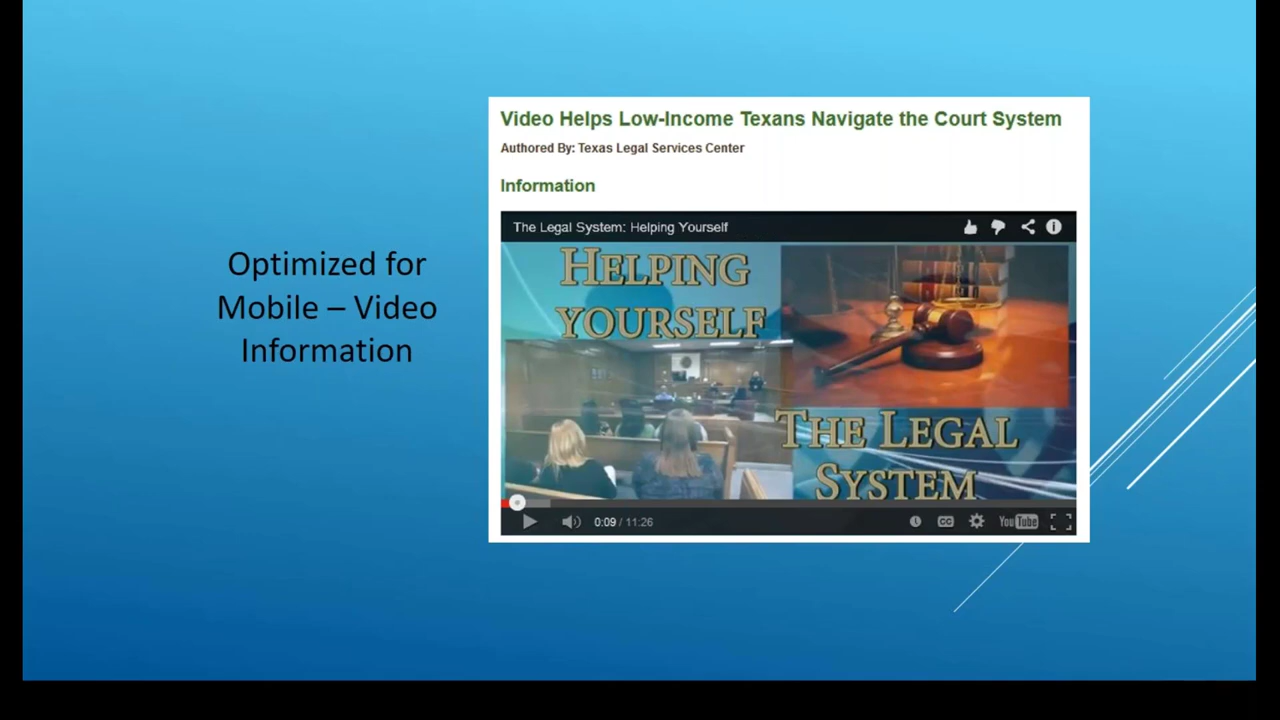 Optimized for
Mobile – Video
Information
Video Helps Low-Income Texans Navigate the Court System
Authored By: Texas Legal Services Center
Information
The Legal System: Helping Yourself
HELPING
YOURSELF
THE LEGAL
SYSTEM
0:09 / 11:26
CC
YouTube